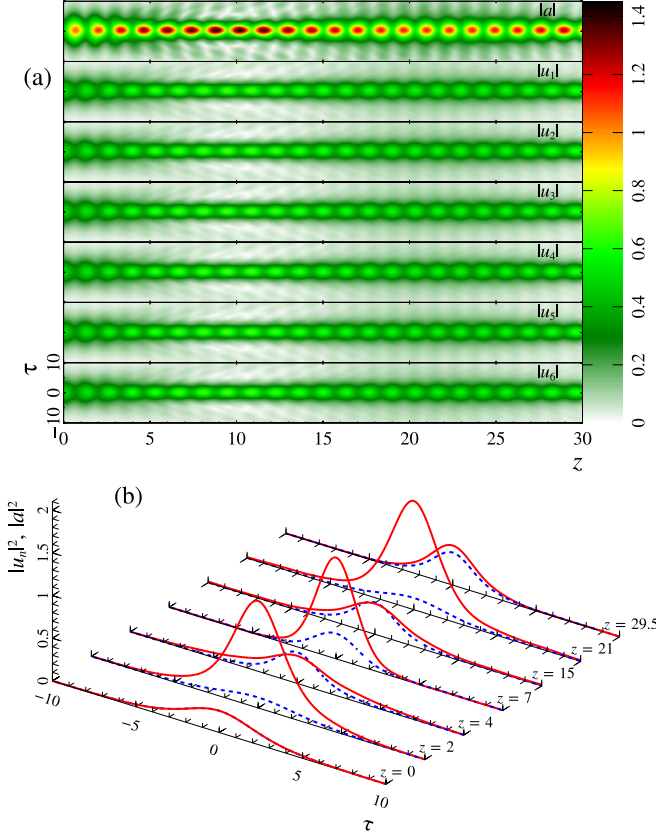 (a)
|a|
|u₁|
|u₂|
|u₃|
|u₄|
|u₅|
|u₆|
τ
10
0
−10
0 5 10 15 20 25 30
z
1.4
1.2
1
0.8
0.6
0.4
0.2
0
(b)
|uₙ|², |a|²
2
1.5
1
0.5
0
−10
−5
0
5
10
τ
z = 0
z = 2
z = 4
z = 7
z = 15
z = 21
z = 29.5